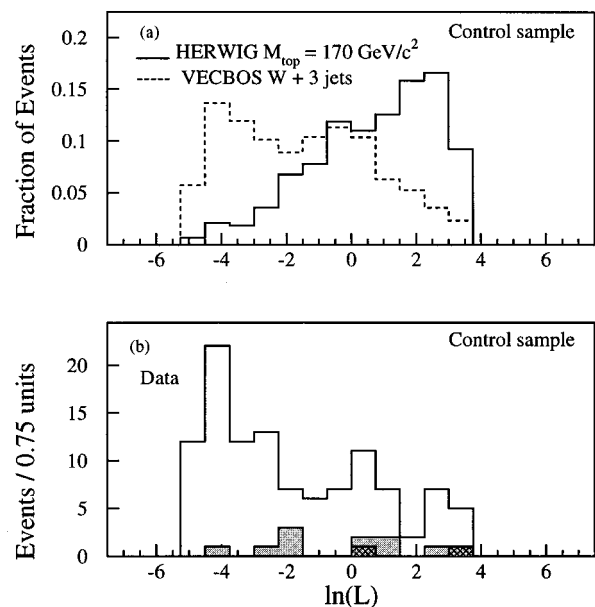 0.2
(a)
Control sample
HERWIG M_top = 170 GeV/c²
VECBOS W + 3 jets
0.15
0.1
0.05
0
Fraction of Events
-6 -4 -2 0 2 4 6
(b)
Control sample
Data
20
15
10
5
0
Events / 0.75 units
-6 -4 -2 0 2 4 6
ln(L)